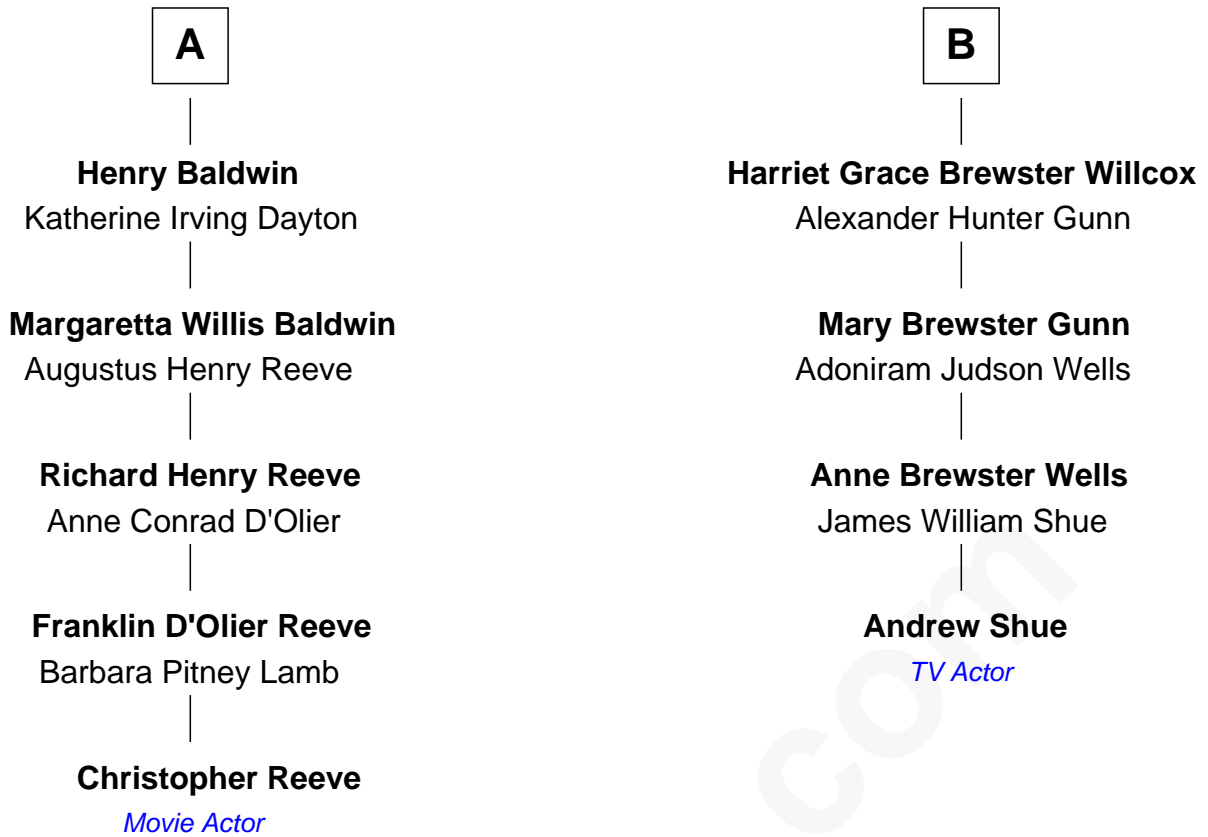 A
Henry Baldwin
Katherine Irving Dayton
Margaretta Willis Baldwin
Augustus Henry Reeve
Richard Henry Reeve
Anne Conrad D'Olier
Franklin D'Olier Reeve
Barbara Pitney Lamb
Christopher Reeve
Movie Actor
B
Harriet Grace Brewster Willcox
Alexander Hunter Gunn
Mary Brewster Gunn
Adoniram Judson Wells
Anne Brewster Wells
James William Shue
Andrew Shue
TV Actor
com